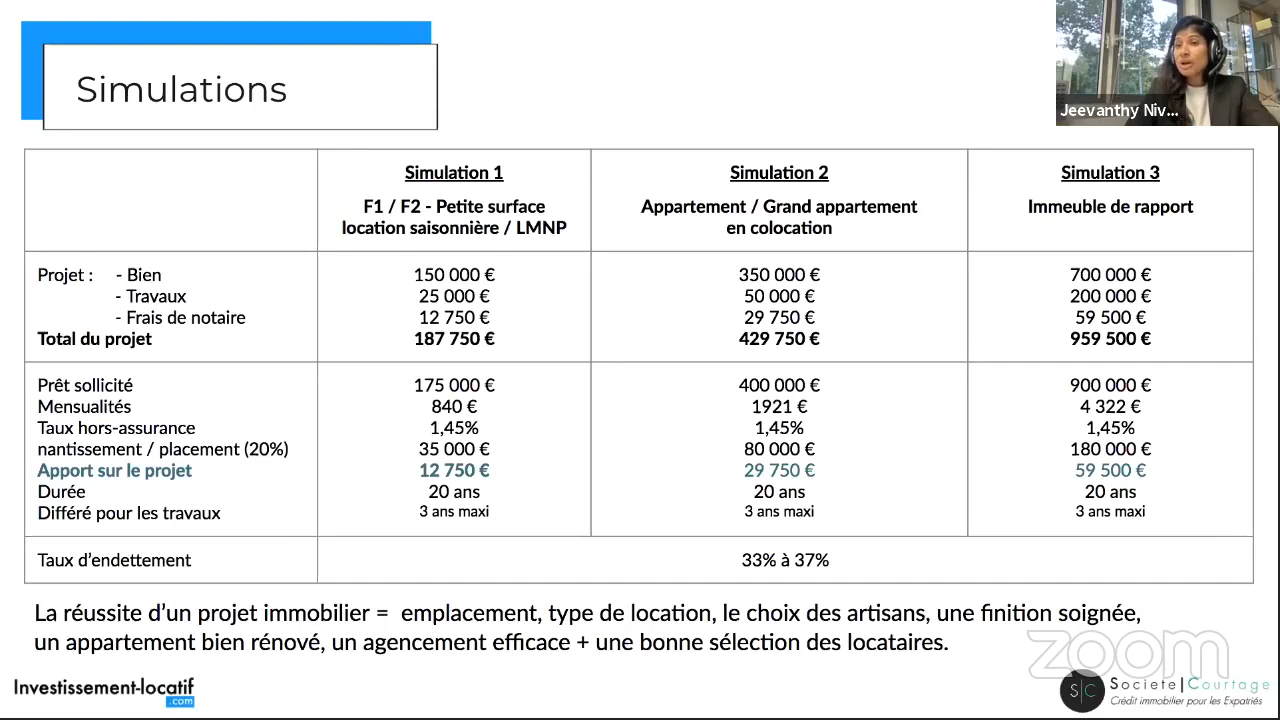 Simulations
Jeevanthy Niv...
Simulation 1
F1 / F2 - Petite surface
location saisonnière / LMNP
Simulation 2
Appartement / Grand appartement
en colocation
Simulation 3
Immeuble de rapport
Projet : - Bien 150 000 € 350 000 € 700 000 €
- Travaux 25 000 € 50 000 € 200 000 €
- Frais de notaire 12 750 € 29 750 € 59 500 €
Total du projet 187 750 € 429 750 € 959 500 €
Prêt sollicité 175 000 € 400 000 € 900 000 €
Mensualités 840 € 1921 € 4 322 €
Taux hors-assurance 1,45% 1,45% 1,45%
nantissement / placement (20%) 35 000 € 80 000 € 180 000 €
Apport sur le projet 12 750 € 29 750 € 59 500 €
Durée 20 ans 20 ans 20 ans
Différé pour les travaux 3 ans maxi 3 ans maxi 3 ans maxi
Taux d'endettement 33% à 37%
La réussite d'un projet immobilier = emplacement, type de location, le choix des artisans, une finition soignée,
un appartement bien rénové, un agencement efficace + une bonne sélection des locataires.
zoom
Investissement-locatif
.com
S|C
Societe|Courtage
Crédit immobilier pour les Expatriés